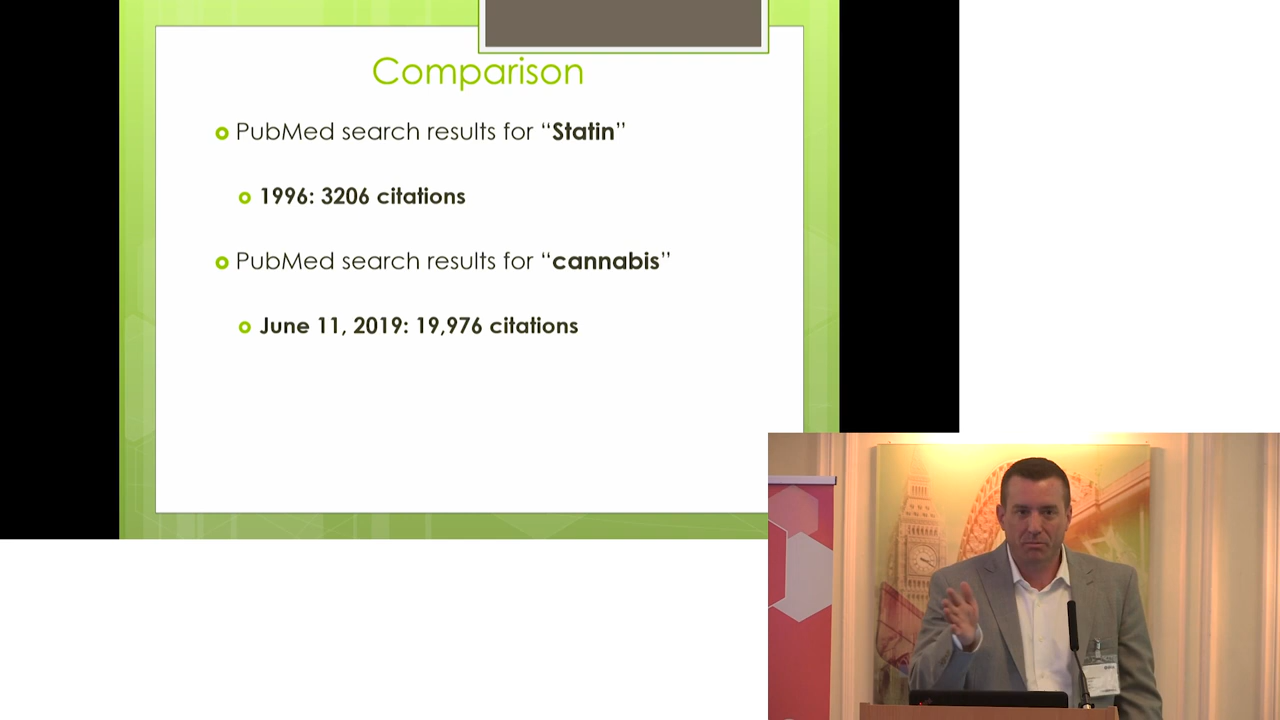 Comparison
PubMed search results for “Statin”
1996: 3206 citations
PubMed search results for “cannabis”
June 11, 2019: 19,976 citations